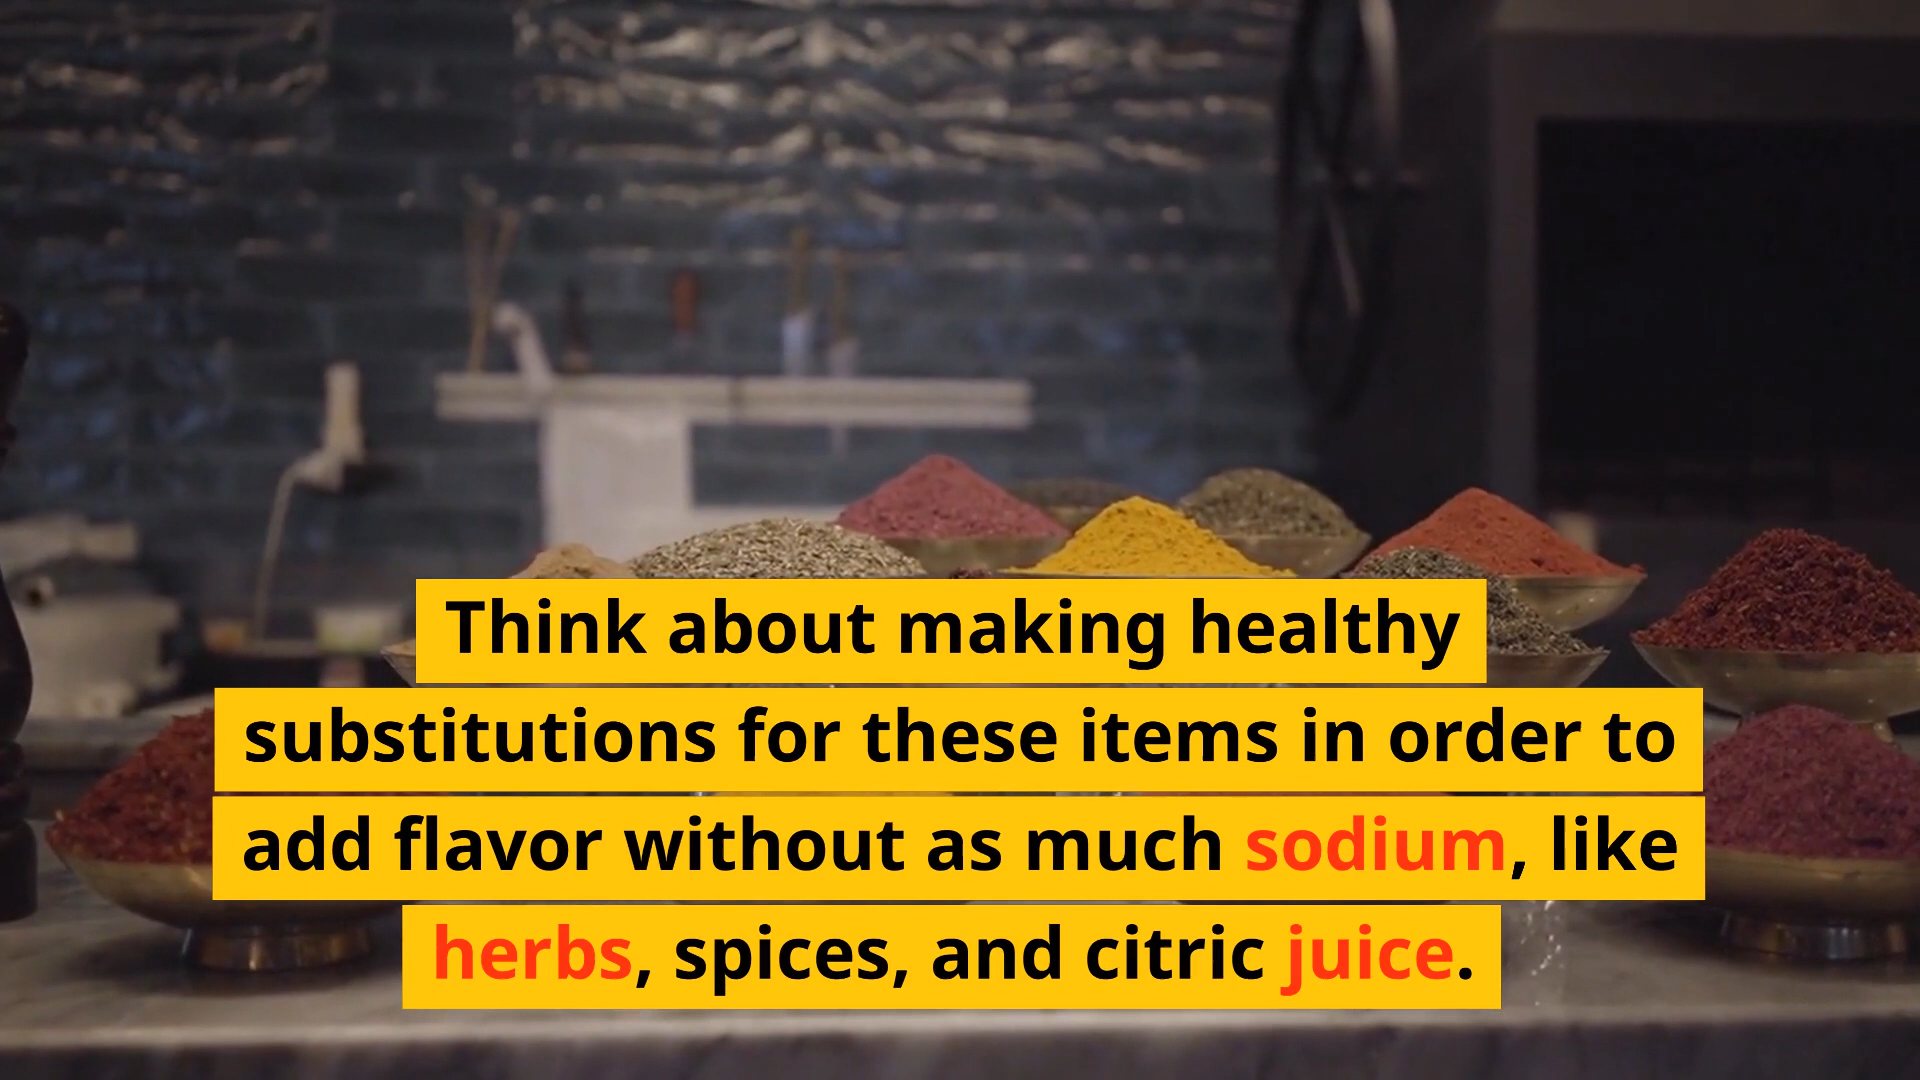 Think about making healthy
substitutions for these items in order to
add flavor without as much sodium, like
herbs, spices, and citric juice.